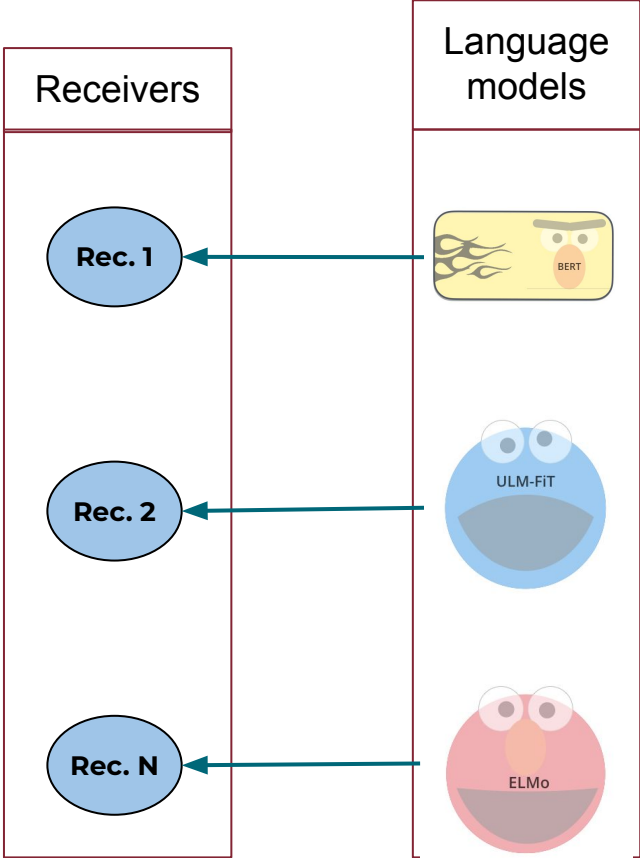 Receivers
Language
models
Rec. 1
BERT
Rec. 2
ULM-FiT
Rec. N
ELMo